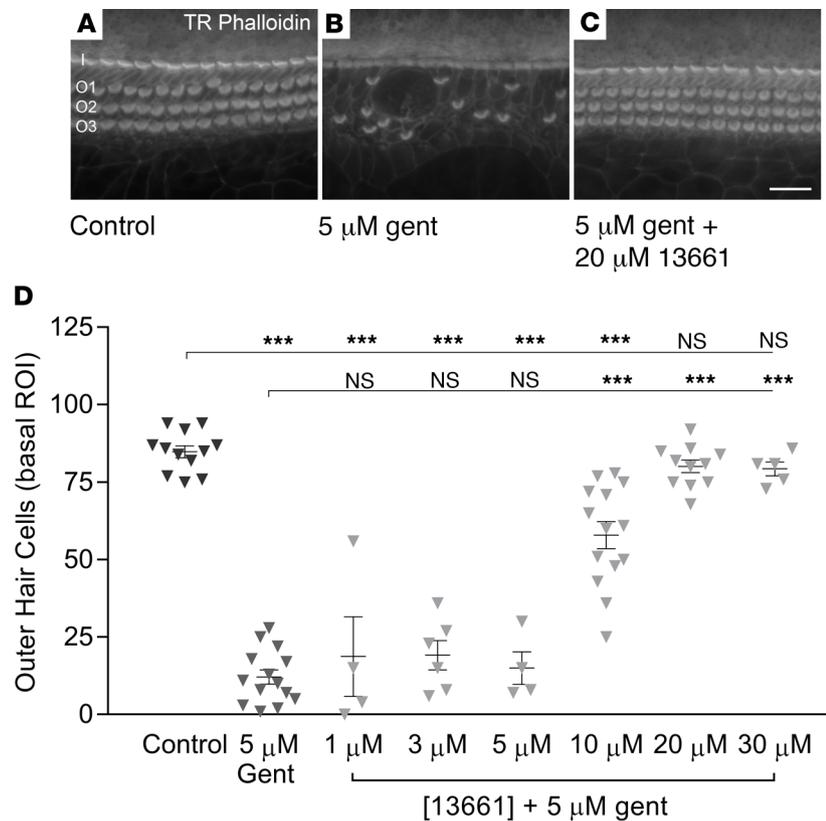 A
TR Phalloidin
I
O1
O2
O3
B
C
Control
5 μM gent
5 μM gent +
20 μM 13661
D
Outer Hair Cells (basal ROI)
125
100
75
50
25
0
*** *** *** *** *** NS NS
NS NS NS *** *** ***
Control 5 μM 1 μM 3 μM 5 μM 10 μM 20 μM 30 μM
Gent
[13661] + 5 μM gent